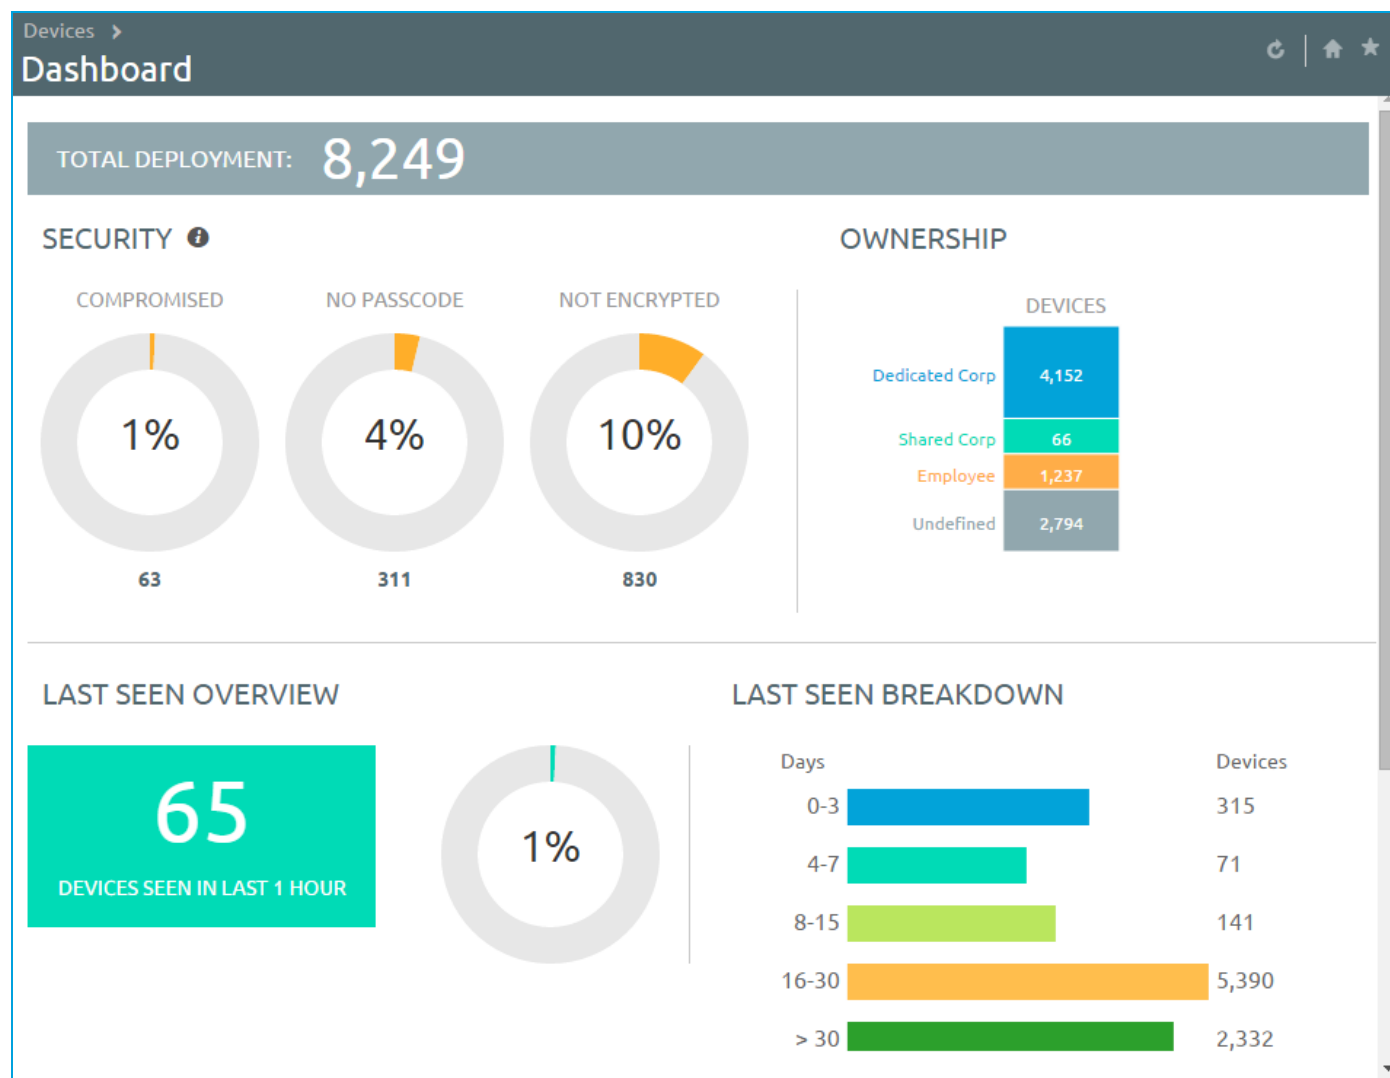 Devices
Dashboard
TOTAL DEPLOYMENT: 8,249
SECURITY
COMPROMISED NO PASSCODE NOT ENCRYPTED
1% 4% 10%
63 311 830
OWNERSHIP
DEVICES
Dedicated Corp 4,152
Shared Corp 66
Employee 1,237
Undefined 2,794
LAST SEEN OVERVIEW
65
DEVICES SEEN IN LAST 1 HOUR
1%
LAST SEEN BREAKDOWN
Days Devices
0-3 315
4-7 71
8-15 141
16-30 5,390
> 30 2,332